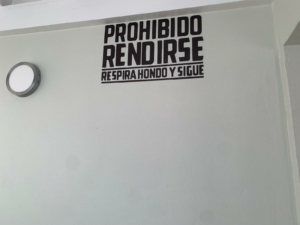 PROHIBIDO
RENDIRSE
RESPIRA HONDO Y SIGUE